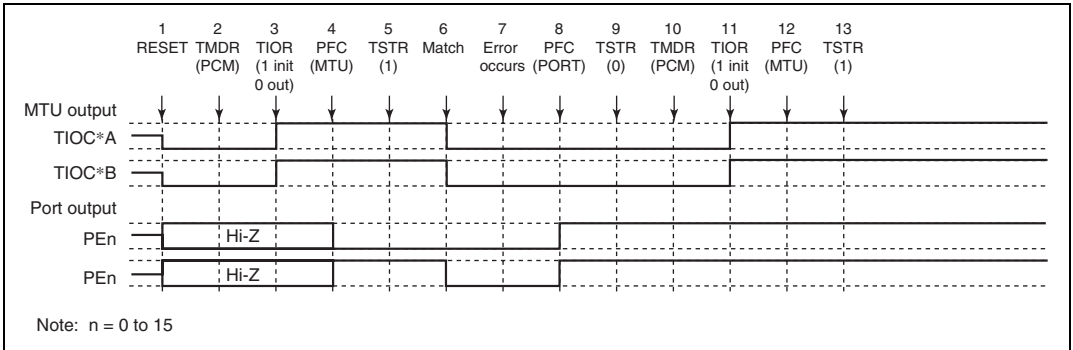 1 2 3 4 5 6 7 8 9 10 11 12 13
RESET TMDR TIOR PFC TSTR Match Error PFC TSTR TMDR TIOR PFC TSTR
(PCM) (1 init (MTU) (1) occurs (PORT) (0) (PCM) (1 init (MTU) (1)
0 out) 0 out)
MTU output
TIOC*A
TIOC*B
Port output
PEn Hi-Z
PEn Hi-Z
Note: n = 0 to 15